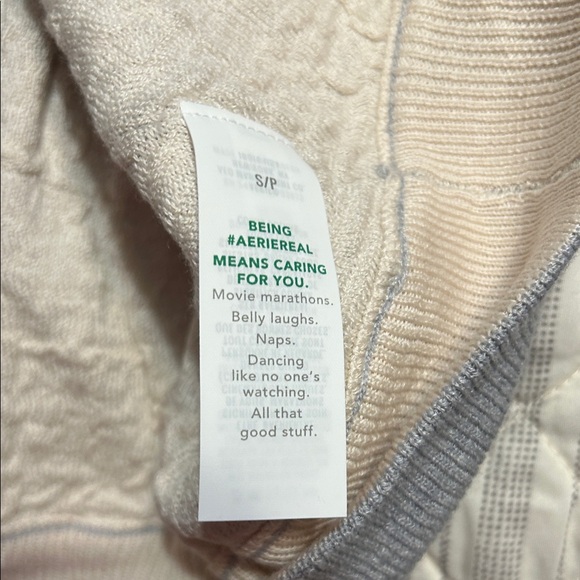 S/P
BEING
#AERIEREAL
MEANS CARING
FOR YOU.
Movie marathons.
Belly laughs.
Naps.
Dancing
like no one's
watching.
All that
good stuff.